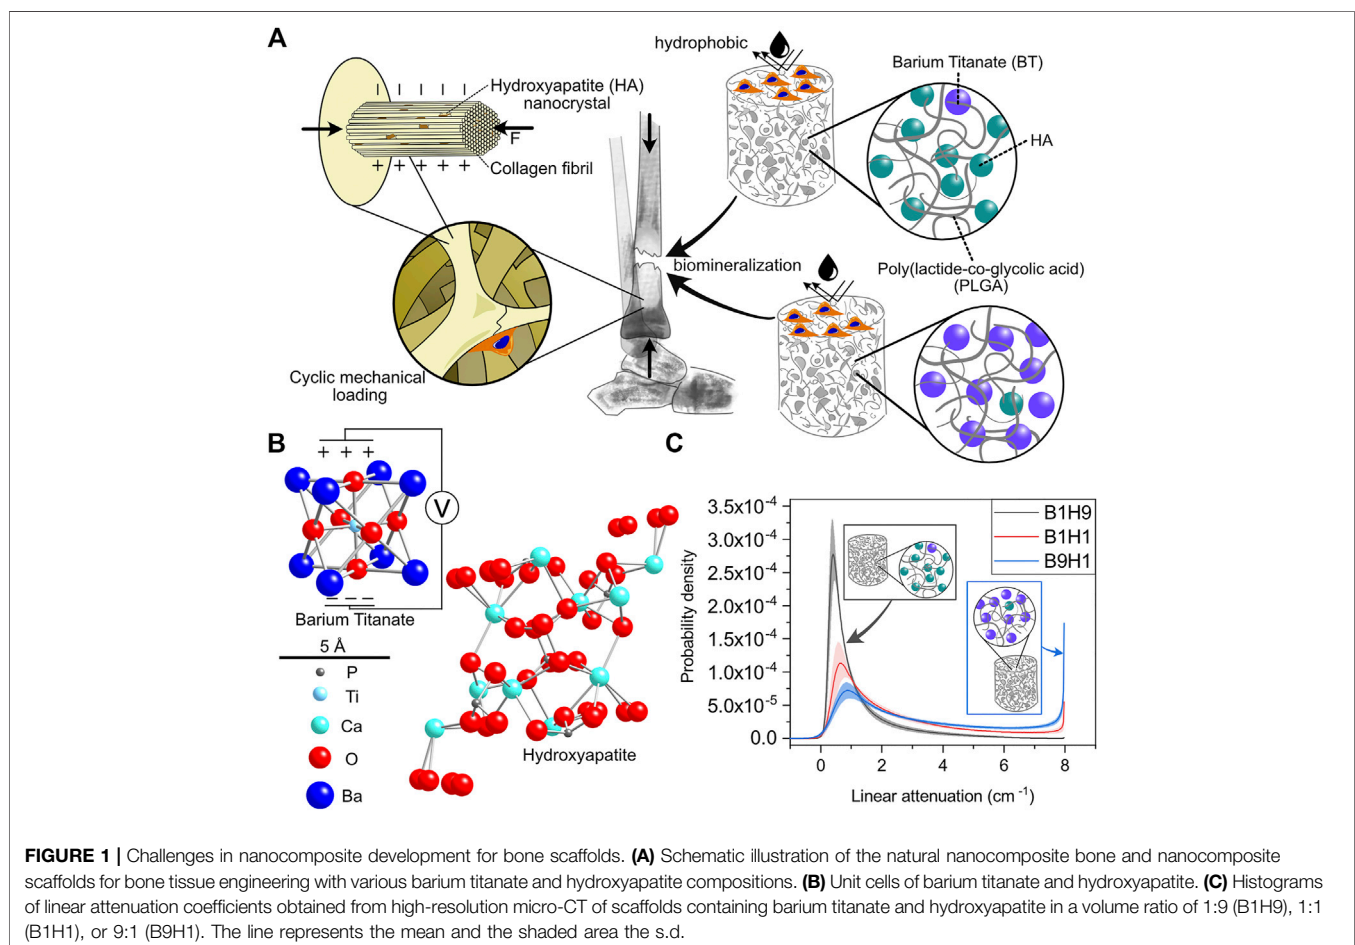 A
hydrophobic
Hydroxyapatite (HA)
nanocrystal
F
Collagen fibril
Cyclic mechanical
loading
biomineralization
Barium Titanate (BT)
HA
Poly(lactide-co-glycolic acid)
(PLGA)
B
+ + +
V
Barium Titanate
5 Å
P
Ti
Ca
O
Ba
Hydroxyapatite
C
Probability density
3.5x10⁻⁴
3.0x10⁻⁴
2.5x10⁻⁴
2.0x10⁻⁴
1.5x10⁻⁴
1.0x10⁻⁴
5.0x10⁻⁵
0.0
0 2 4 6 8
Linear attenuation (cm⁻¹)
B1H9
B1H1
B9H1
FIGURE 1 | Challenges in nanocomposite development for bone scaffolds. (A) Schematic illustration of the natural nanocomposite bone and nanocomposite
scaffolds for bone tissue engineering with various barium titanate and hydroxyapatite compositions. (B) Unit cells of barium titanate and hydroxyapatite. (C) Histograms
of linear attenuation coefficients obtained from high-resolution micro-CT of scaffolds containing barium titanate and hydroxyapatite in a volume ratio of 1:9 (B1H9), 1:1
(B1H1), or 9:1 (B9H1). The line represents the mean and the shaded area the s.d.